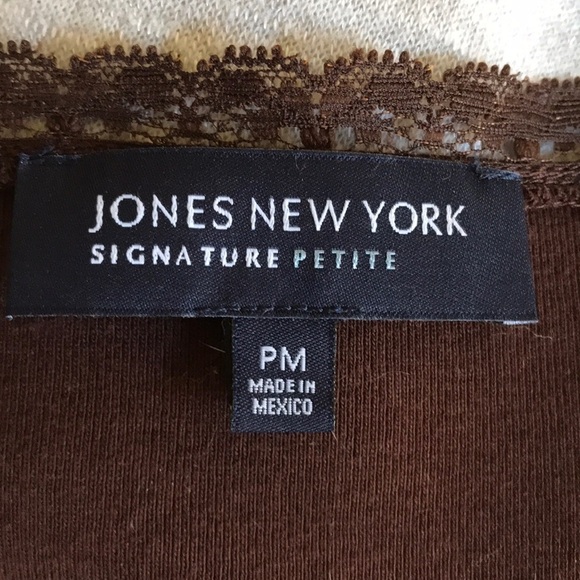 JONES NEW YORK
SIGNATURE PETITE
PM
MADE IN
MEXICO